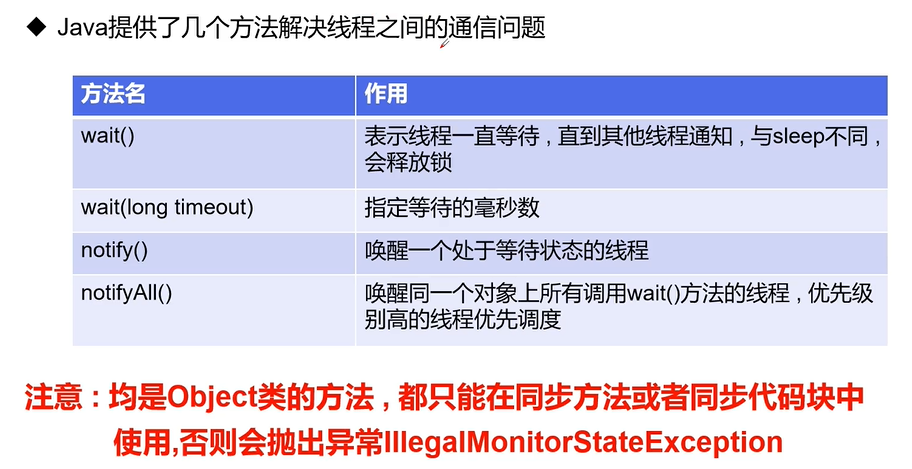 ◆ Java提供了几个方法解决线程之间的通信问题
方法名 作用
wait() 表示线程一直等待,直到其他线程通知,与sleep不同,
会释放锁
wait(long timeout) 指定等待的毫秒数
notify() 唤醒一个处于等待状态的线程
notifyAll() 唤醒同一个对象上所有调用wait()方法的线程,优先级
别高的线程优先调度
注意:均是Object类的方法,都只能在同步方法或者同步代码块中
使用,否则会抛出异常IllegalMonitorStateException